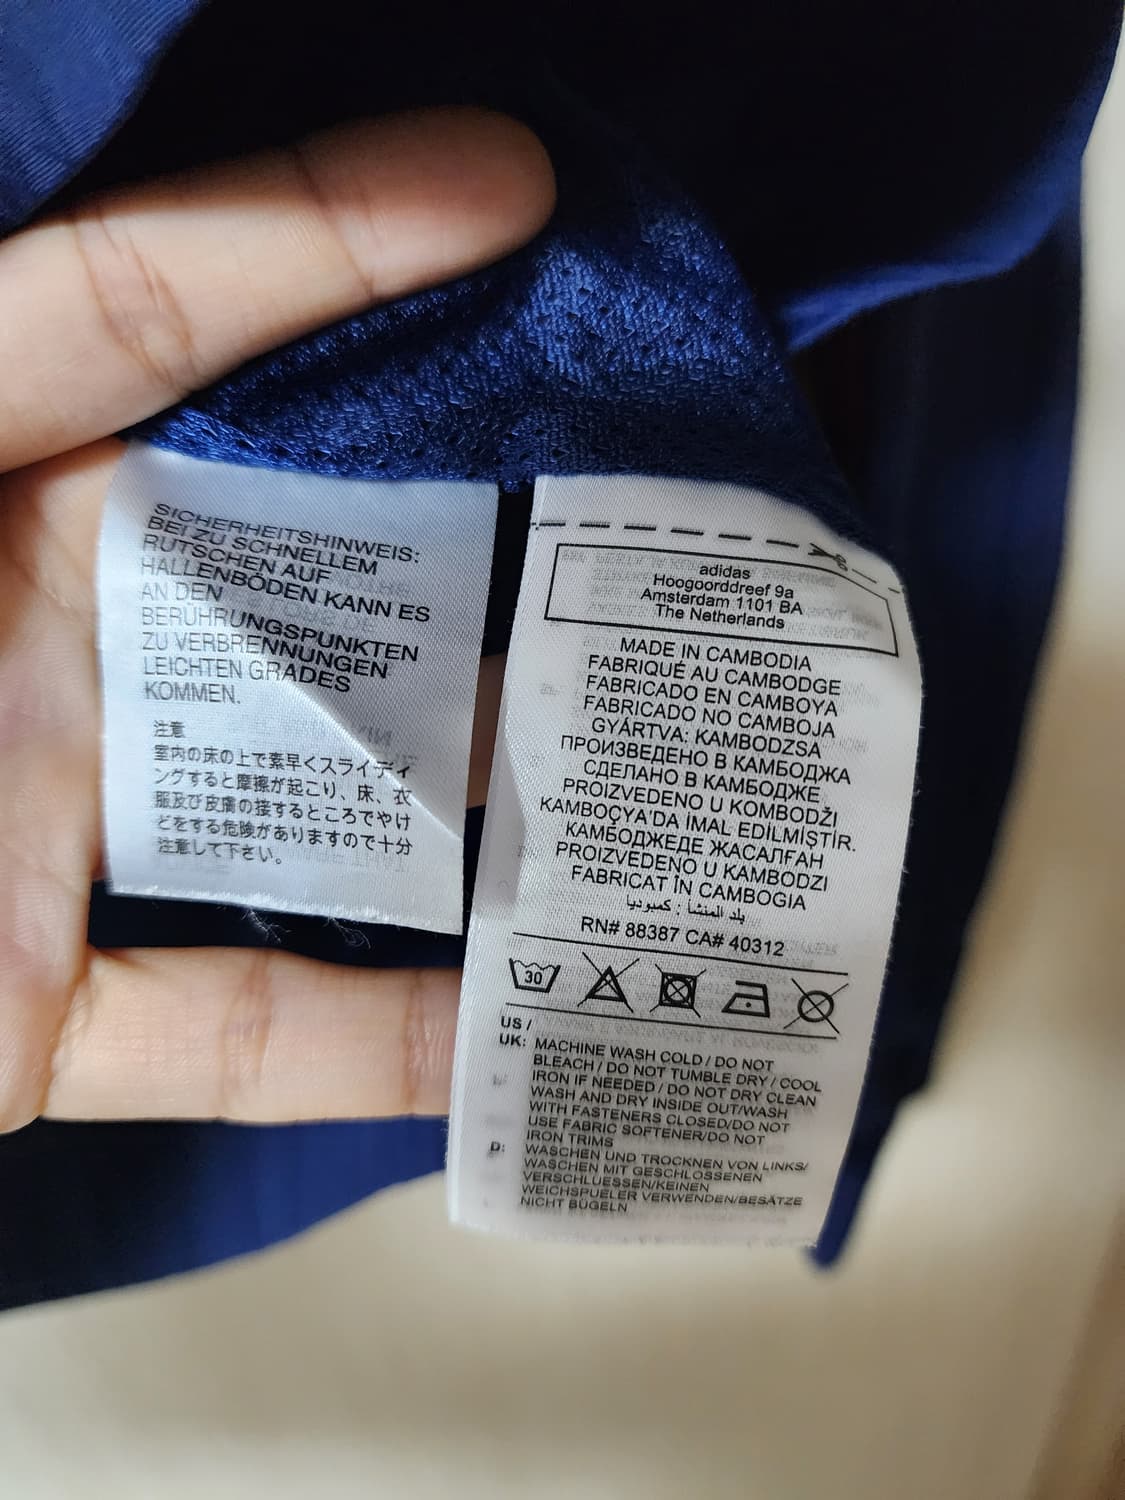 SICHERHEITSHINWEIS:
BEI ZU SCHNELLEM
RUTSCHEN AUF
HALLENBÖDEN KANN ES
AN DEN
BERÜHRUNGSPUNKTEN
ZU VERBRENNUNGEN
LEICHTEN GRADES
KOMMEN.
注意
室内の床の上で素早くスライディ
ングすると摩擦が起こり、床、衣
服及び皮膚の接するところでやけ
どをする危険がありますので十分
注意して下さい。
adidas
Hoogoorddreef 9a
Amsterdam 1101 BA
The Netherlands
MADE IN CAMBODIA
FABRIQUÉ AU CAMBODGE
FABRICADO EN CAMBOYA
FABRICADO NO CAMBOJA
GYÁRTVA: KAMBODZSA
ПРОИЗВЕДЕНО В КАМБОДЖА
СДЕЛАНО В КАМБОДЖЕ
PROIZVEDENO U KOMBODŽI
KAMBOÇYA'DA İMAL EDİLMİŞTİR.
КАМБОДЖЕДЕ ЖАСАЛҒАН
PROIZVEDENO U KAMBODZI
FABRICAT ÎN CAMBOGIA
بلد المنشأ : كمبوديا
RN# 88387 CA# 40312
30
US /
UK: MACHINE WASH COLD / DO NOT
BLEACH / DO NOT TUMBLE DRY / COOL
IRON IF NEEDED / DO NOT DRY CLEAN
WASH AND DRY INSIDE OUT/WASH
WITH FASTENERS CLOSED/DO NOT
USE FABRIC SOFTENER/DO NOT
IRON TRIMS
D: WASCHEN UND TROCKNEN VON LINKS/
WASCHEN MIT GESCHLOSSENEN
VERSCHLUESSEN/KEINEN
WEICHSPUELER VERWENDEN/BESÄTZE
NICHT BÜGELN